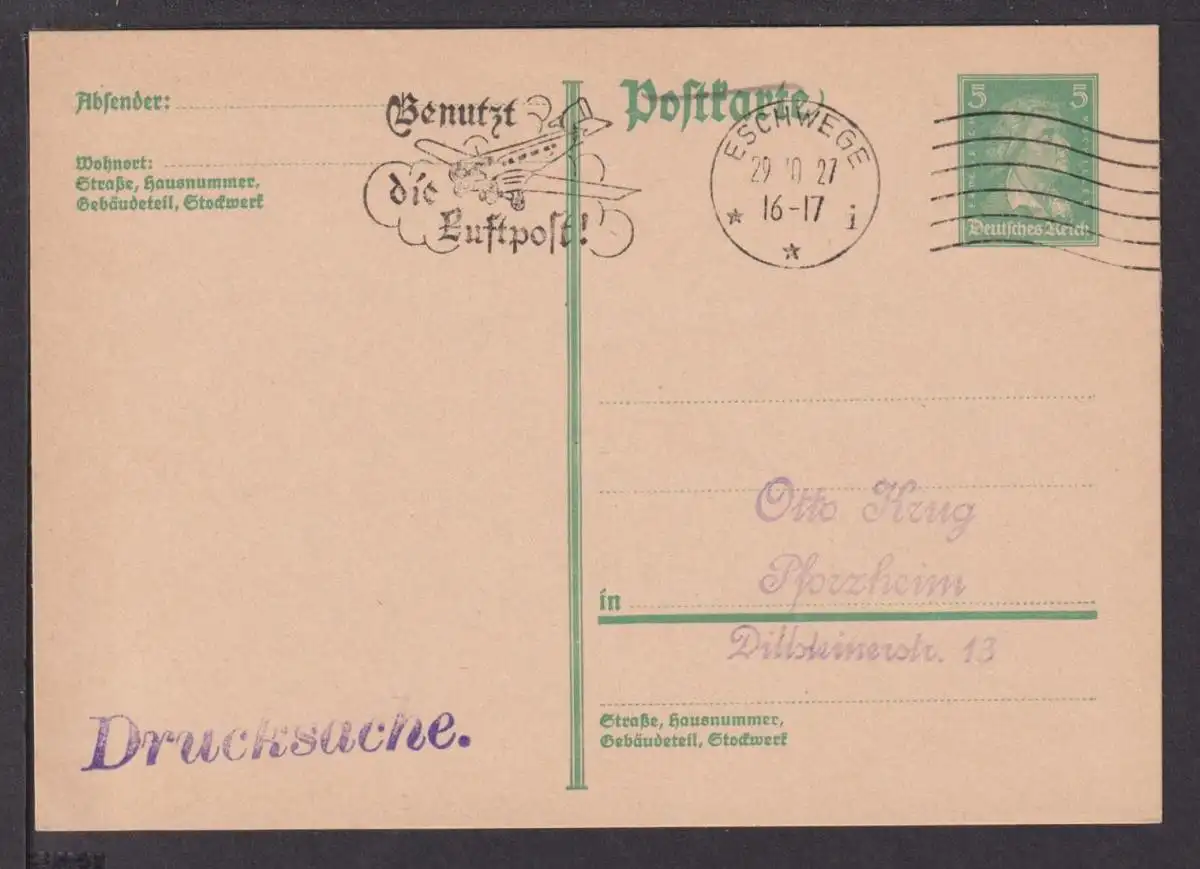 Absender:
Wohnort:
Straße, Hausnummer,
Gebäudeteil, Stockwerk
Benutzt
die
Luftpost!
Postkarte
ESCHWEGE
29 10 27
16-17
i
5 5
Deutsches Reich
Otto Krug
Pforzheim
in
Dillsteinerstr. 13
Straße, Hausnummer,
Gebäudeteil, Stockwerk
Drucksache.